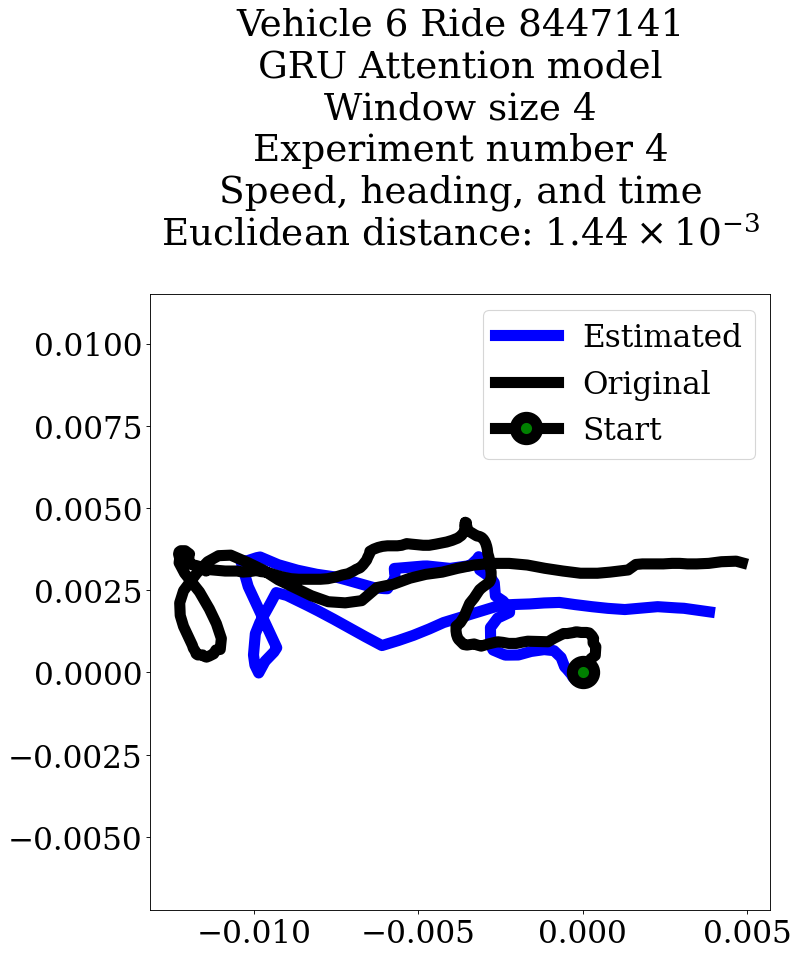 Vehicle 6 Ride 8447141
GRU Attention model
Window size 4
Experiment number 4
Speed, heading, and time
Euclidean distance: 1.44 × 10⁻³
Estimated
Original
Start
0.0100
0.0075
0.0050
0.0025
0.0000
−0.0025
−0.0050
−0.010
−0.005
0.000
0.005